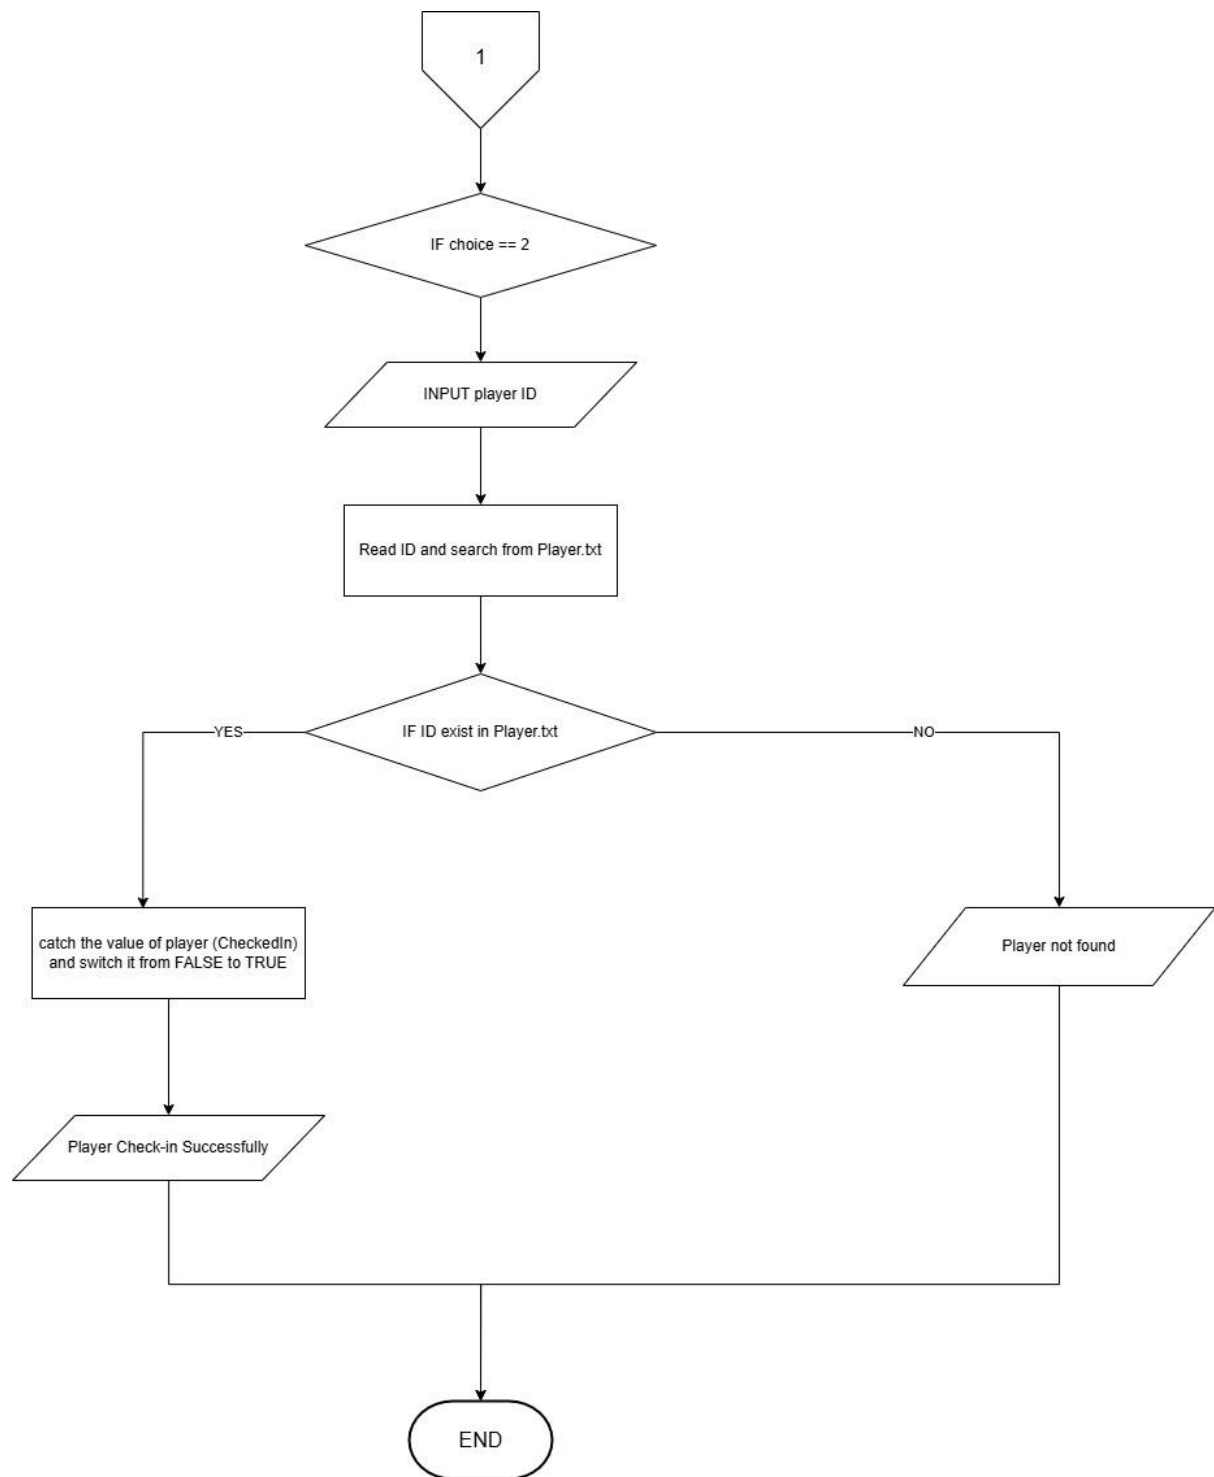 1
IF choice == 2
INPUT player ID
Read ID and search from Player.txt
IF ID exist in Player.txt
YES
NO
catch the value of player (CheckedIn)
and switch it from FALSE to TRUE
Player not found
Player Check-in Successfully
END